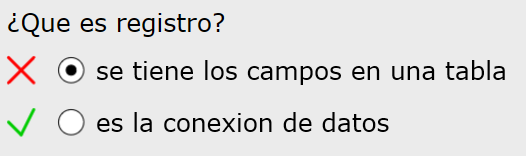 ¿Que es registro?
se tiene los campos en una tabla
es la conexion de datos